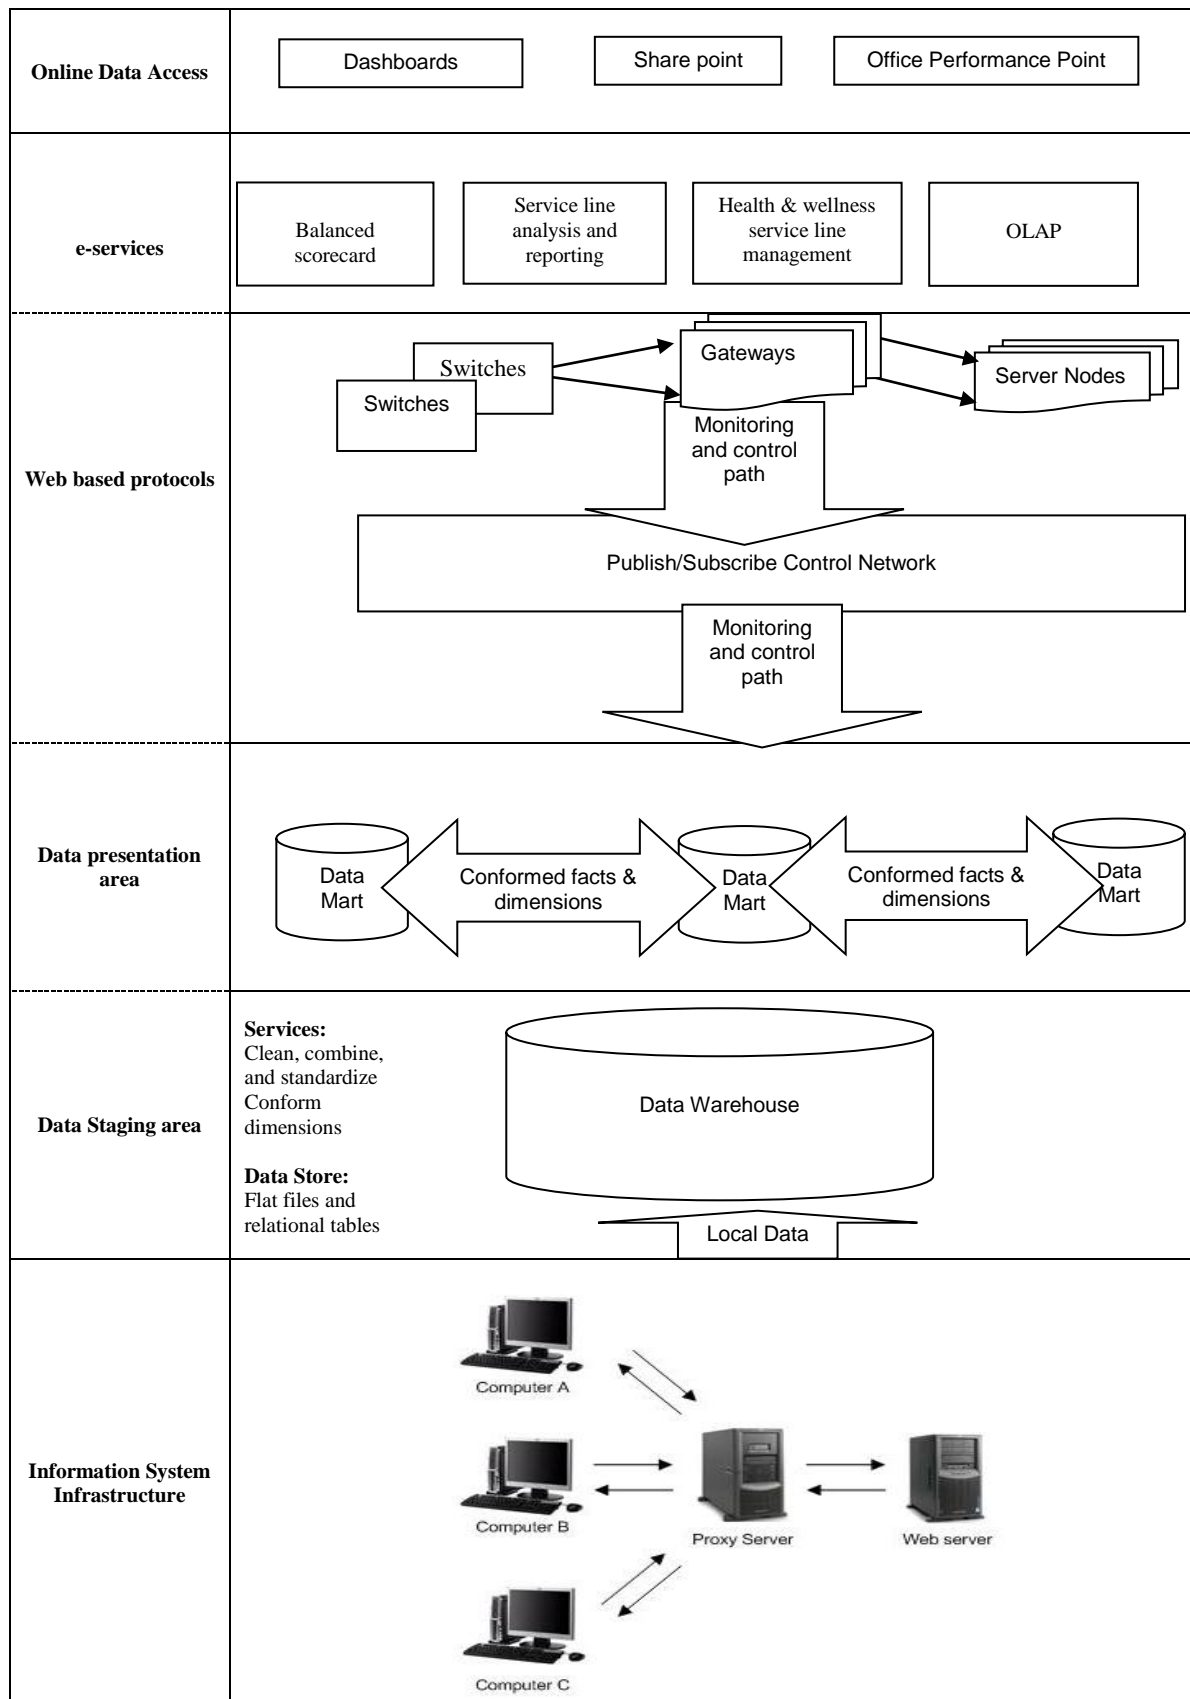 Online Data Access
Dashboards
Share point
Office Performance Point
e-services
Balanced
scorecard
Service line
analysis and
reporting
Health & wellness
service line
management
OLAP
Web based protocols
Switches
Switches
Gateways
Server Nodes
Monitoring
and control
path
Publish/Subscribe Control Network
Monitoring
and control
path
Data presentation
area
Data
Mart
Conformed facts &
dimensions
Data
Mart
Conformed facts &
dimensions
Data
Mart
Data Staging area
Services:
Clean, combine,
and standardize
Conform
dimensions
Data Store:
Flat files and
relational tables
Data Warehouse
Local Data
Information System
Infrastructure
Computer A
Computer B
Proxy Server
Web server
Computer C